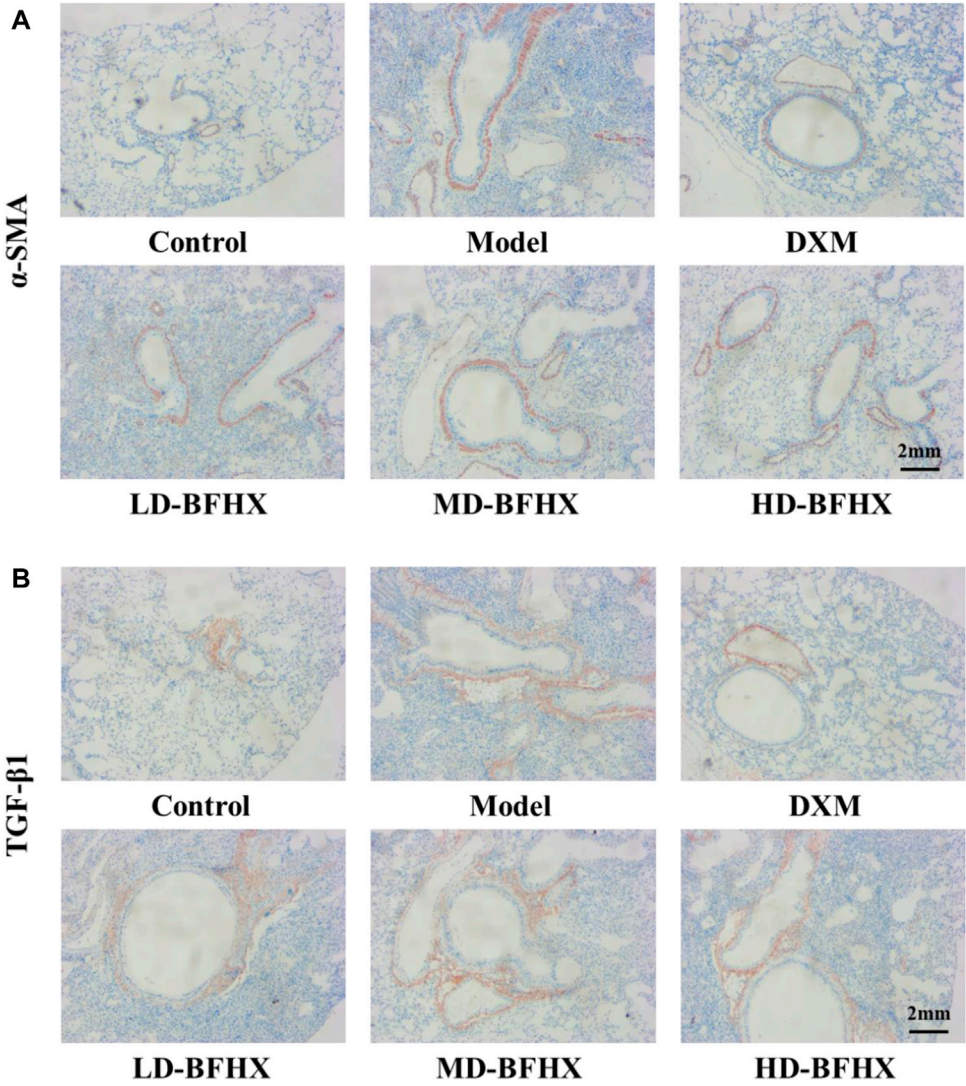 A
α-SMA
Control Model DXM
2mm
LD-BFHX MD-BFHX HD-BFHX
B
TGF-β1
Control Model DXM
2mm
LD-BFHX MD-BFHX HD-BFHX